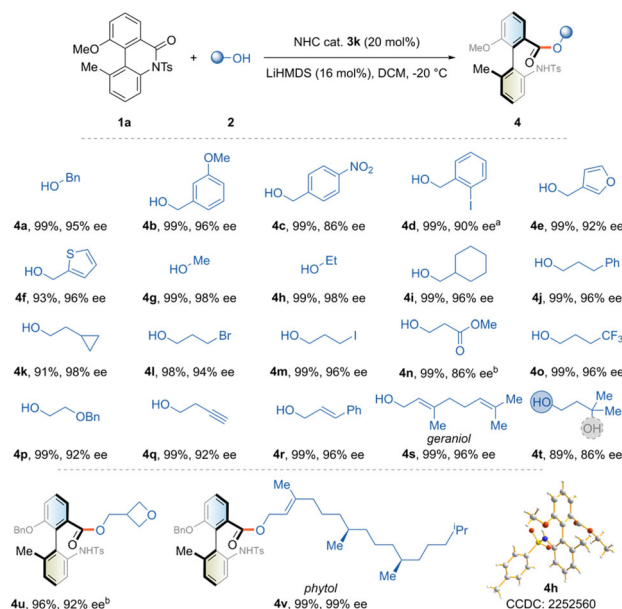 MeO
O
NTs
Me
1a
+
–OH
2
NHC cat. 3k (20 mol%)
LiHMDS (16 mol%), DCM, -20 °C
MeO
O
O
Me
NHTs
4
HO Bn
4a, 99%, 95% ee
OMe
HO
4b, 99%, 96% ee
NO2
HO
4c, 99%, 86% ee
HO
I
4d, 99%, 90% eeᵃ
HO
O
4e, 99%, 92% ee
S
HO
4f, 93%, 96% ee
HO Me
4g, 99%, 98% ee
HO Et
4h, 99%, 98% ee
HO
4i, 99%, 96% ee
HO Ph
4j, 99%, 96% ee
HO
4k, 91%, 98% ee
HO Br
4l, 98%, 94% ee
HO I
4m, 99%, 96% ee
HO OMe
O
4n, 99%, 86% eeᵇ
HO CF3
4o, 99%, 96% ee
HO
OBn
4p, 99%, 92% ee
HO
4q, 99%, 92% ee
HO Ph
4r, 99%, 96% ee
HO
Me Me Me
geraniol
4s, 99%, 96% ee
HO Me
Me
OH
4t, 89%, 86% ee
BnO
O
O
O
Me
NHTs
4u, 96%, 92% eeᵇ
BnO
O
O
Me
NHTs
Me
Me
Me
iPr
phytol
4v, 99%, 99% ee
4h
CCDC: 2252560